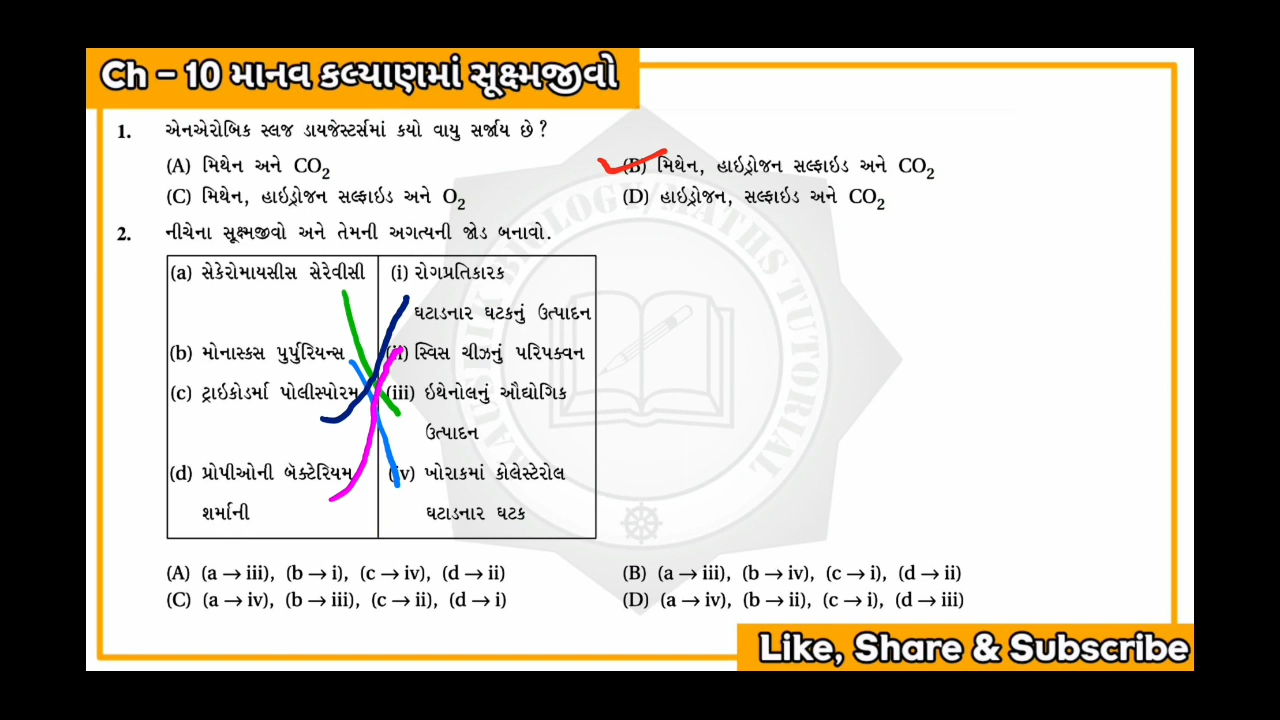 Ch – 10 માનવ કલ્યાણમાં સૂક્ષ્મજીવો
1. એનએરોબિક સ્લજ ડાયજેસ્ટર્સમાં કયો વાયુ સર્જાય છે ?
(A) મિથેન અને CO2 (B) મિથેન, હાઇડ્રોજન સલ્ફાઇડ અને CO2
(C) મિથેન, હાઇડ્રોજન સલ્ફાઇડ અને O2 (D) હાઇડ્રોજન, સલ્ફાઇડ અને CO2
2. નીચેના સૂક્ષ્મજીવો અને તેમની અગત્યની જોડ બનાવો.
(a) સેકેરોમાયસીસ સેરેવીસી (i) રોગપ્રતિકારક
ઘટાડનાર ઘટકનું ઉત્પાદન
(b) મોનાસ્કસ પુર્પુરિયન્સ (ii) સ્વિસ ચીઝનું પરિપક્વન
(c) ટ્રાઇકોડર્મા પોલીસ્પોરમ (iii) ઇથેનોલનું ઔદ્યોગિક
ઉત્પાદન
(d) પ્રોપીઓની બૅક્ટેરિયમ (iv) ખોરાકમાં કોલેસ્ટેરોલ
શર્માની ઘટાડનાર ઘટક
(A) (a → iii), (b → i), (c → iv), (d → ii) (B) (a → iii), (b → iv), (c → i), (d → ii)
(C) (a → iv), (b → iii), (c → ii), (d → i) (D) (a → iv), (b → ii), (c → i), (d → iii)
Like, Share & Subscribe